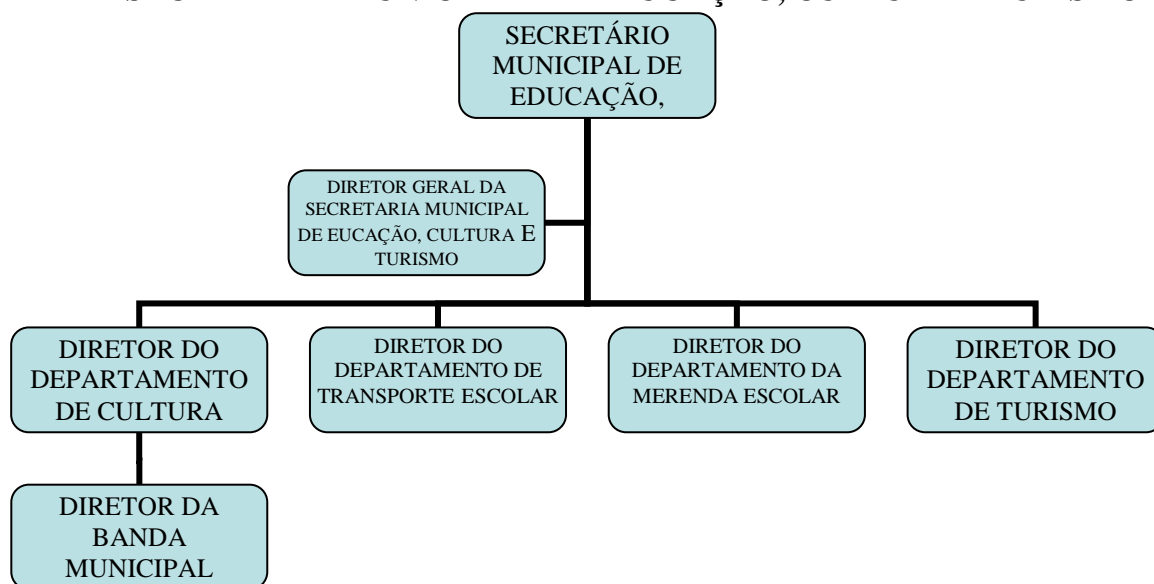 SECRETÁRIO
MUNICIPAL DE
EDUCAÇÃO,
DIRETOR GERAL DA
SECRETARIA MUNICIPAL
DE EUCAÇÃO, CULTURA E
TURISMO
DIRETOR DO
DEPARTAMENTO
DE CULTURA
DIRETOR DO
DEPARTAMENTO DE
TRANSPORTE ESCOLAR
DIRETOR DO
DEPARTAMENTO DA
MERENDA ESCOLAR
DIRETOR DO
DEPARTAMENTO
DE TURISMO
DIRETOR DA
BANDA
MUNICIPAL